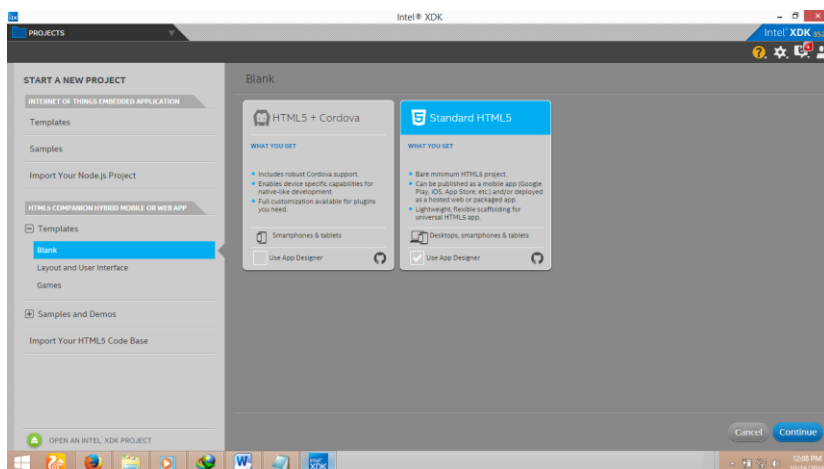 Intel® XDK
PROJECTS
Intel® XDK
START A NEW PROJECT
INTERNET OF THINGS EMBEDDED APPLICATION
Templates
Samples
Import Your Node.js Project
HTML5 COMPANION HYBRID MOBILE OR WEB APP
Templates
Blank
Layout and User Interface
Games
Samples and Demos
Import Your HTML5 Code Base
OPEN AN INTEL® XDK PROJECT
Blank
HTML5 + Cordova
WHAT YOU GET
Includes robust Cordova support.
Enables device specific capabilities for
native-like development.
Full customization available for plugins
you need.
Smartphones & tablets
Use App Designer
Standard HTML5
WHAT YOU GET
Bare minimum HTML5 project.
Can be published as a mobile app (Google
Play, iOS, App Store, etc.) and/or deployed
as a hosted web or packaged app.
Lightweight, flexible scaffolding for
universal HTML5 app.
Desktops, smartphones & tablets
Use App Designer
Cancel
Continue
XDK
12:08 PM